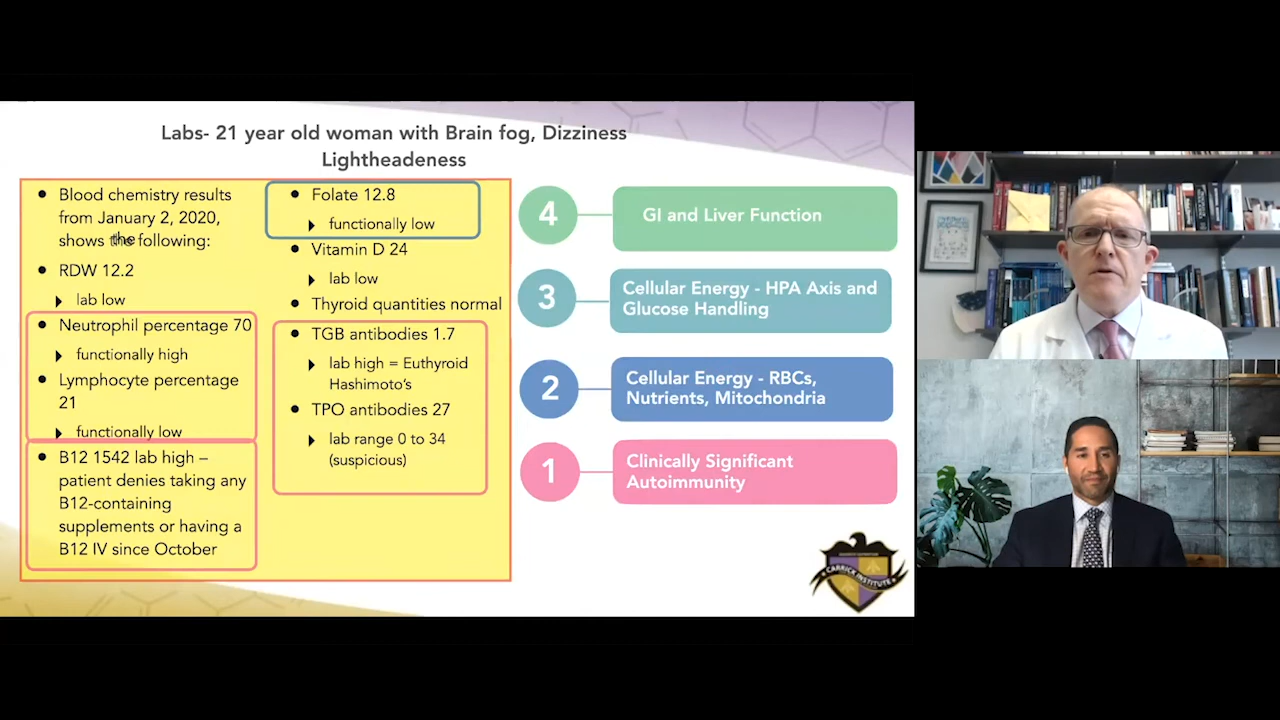 Labs- 21 year old woman with Brain fog, Dizziness
Lightheadeness
Blood chemistry results
from January 2, 2020,
shows the following:
RDW 12.2
lab low
Neutrophil percentage 70
functionally high
Lymphocyte percentage
21
functionally low
B12 1542 lab high –
patient denies taking any
B12-containing
supplements or having a
B12 IV since October
Folate 12.8
functionally low
Vitamin D 24
lab low
Thyroid quantities normal
TGB antibodies 1.7
lab high = Euthyroid
Hashimoto's
TPO antibodies 27
lab range 0 to 34
(suspicious)
4
GI and Liver Function
3
Cellular Energy - HPA Axis and
Glucose Handling
2
Cellular Energy - RBCs,
Nutrients, Mitochondria
1
Clinically Significant
Autoimmunity
CARRICK INSTITUTE